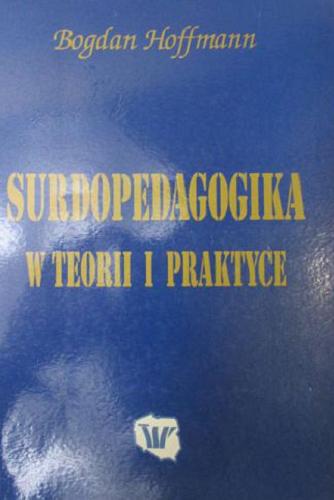 Bogdan Hoffmann
SURDOPEDAGOGIKA
W TEORII I PRAKTYCE